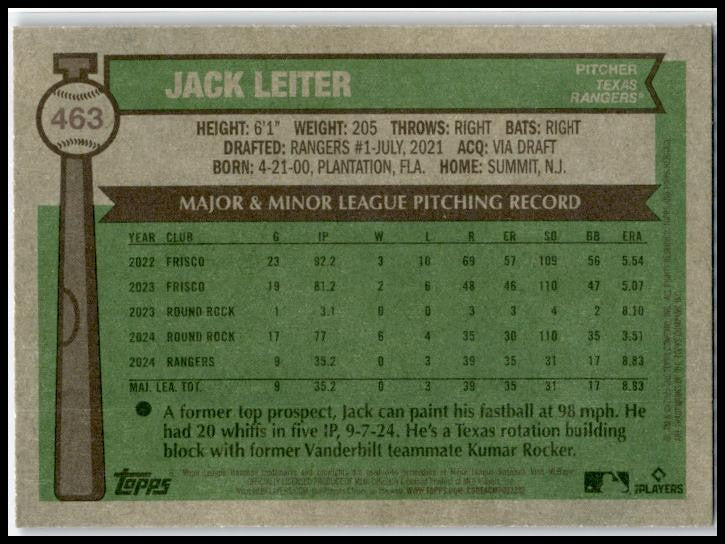 463
JACK LEITER
PITCHER
TEXAS
RANGERS®
HEIGHT: 6'1" WEIGHT: 205 THROWS: RIGHT BATS: RIGHT
DRAFTED: RANGERS #1-JULY, 2021 ACQ: VIA DRAFT
BORN: 4-21-00, PLANTATION, FLA. HOME: SUMMIT, N.J.
MAJOR & MINOR LEAGUE PITCHING RECORD
YEAR CLUB G IP W L R ER SO BB ERA
2022 FRISCO 23 92.2 3 10 69 57 109 56 5.54
2023 FRISCO 19 81.2 2 6 48 46 110 47 5.07
2023 ROUND ROCK 1 3.1 0 0 3 3 4 2 8.10
2024 ROUND ROCK 17 77 6 4 35 30 110 35 3.51
2024 RANGERS 9 35.2 0 3 39 35 31 17 8.83
MAJ. LEA. TOT. 9 35.2 0 3 39 35 31 17 8.83
A former top prospect, Jack can paint his fastball at 98 mph. He
had 20 whiffs in five IP, 9-7-24. He's a Texas rotation building
block with former Vanderbilt teammate Kumar Rocker.
topps
PLAYERS